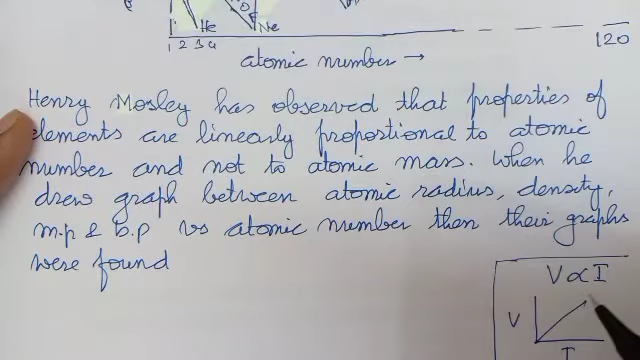 He
Ne
1 2 3 4
120
atomic number →
Henry Mosley has observed that properties of
elements are linearly proportional to atomic
number and not to atomic mass. When he
drew graph between atomic radius, density,
m.p & b.p vs atomic number then their graphs
were found
V∝I
V
I